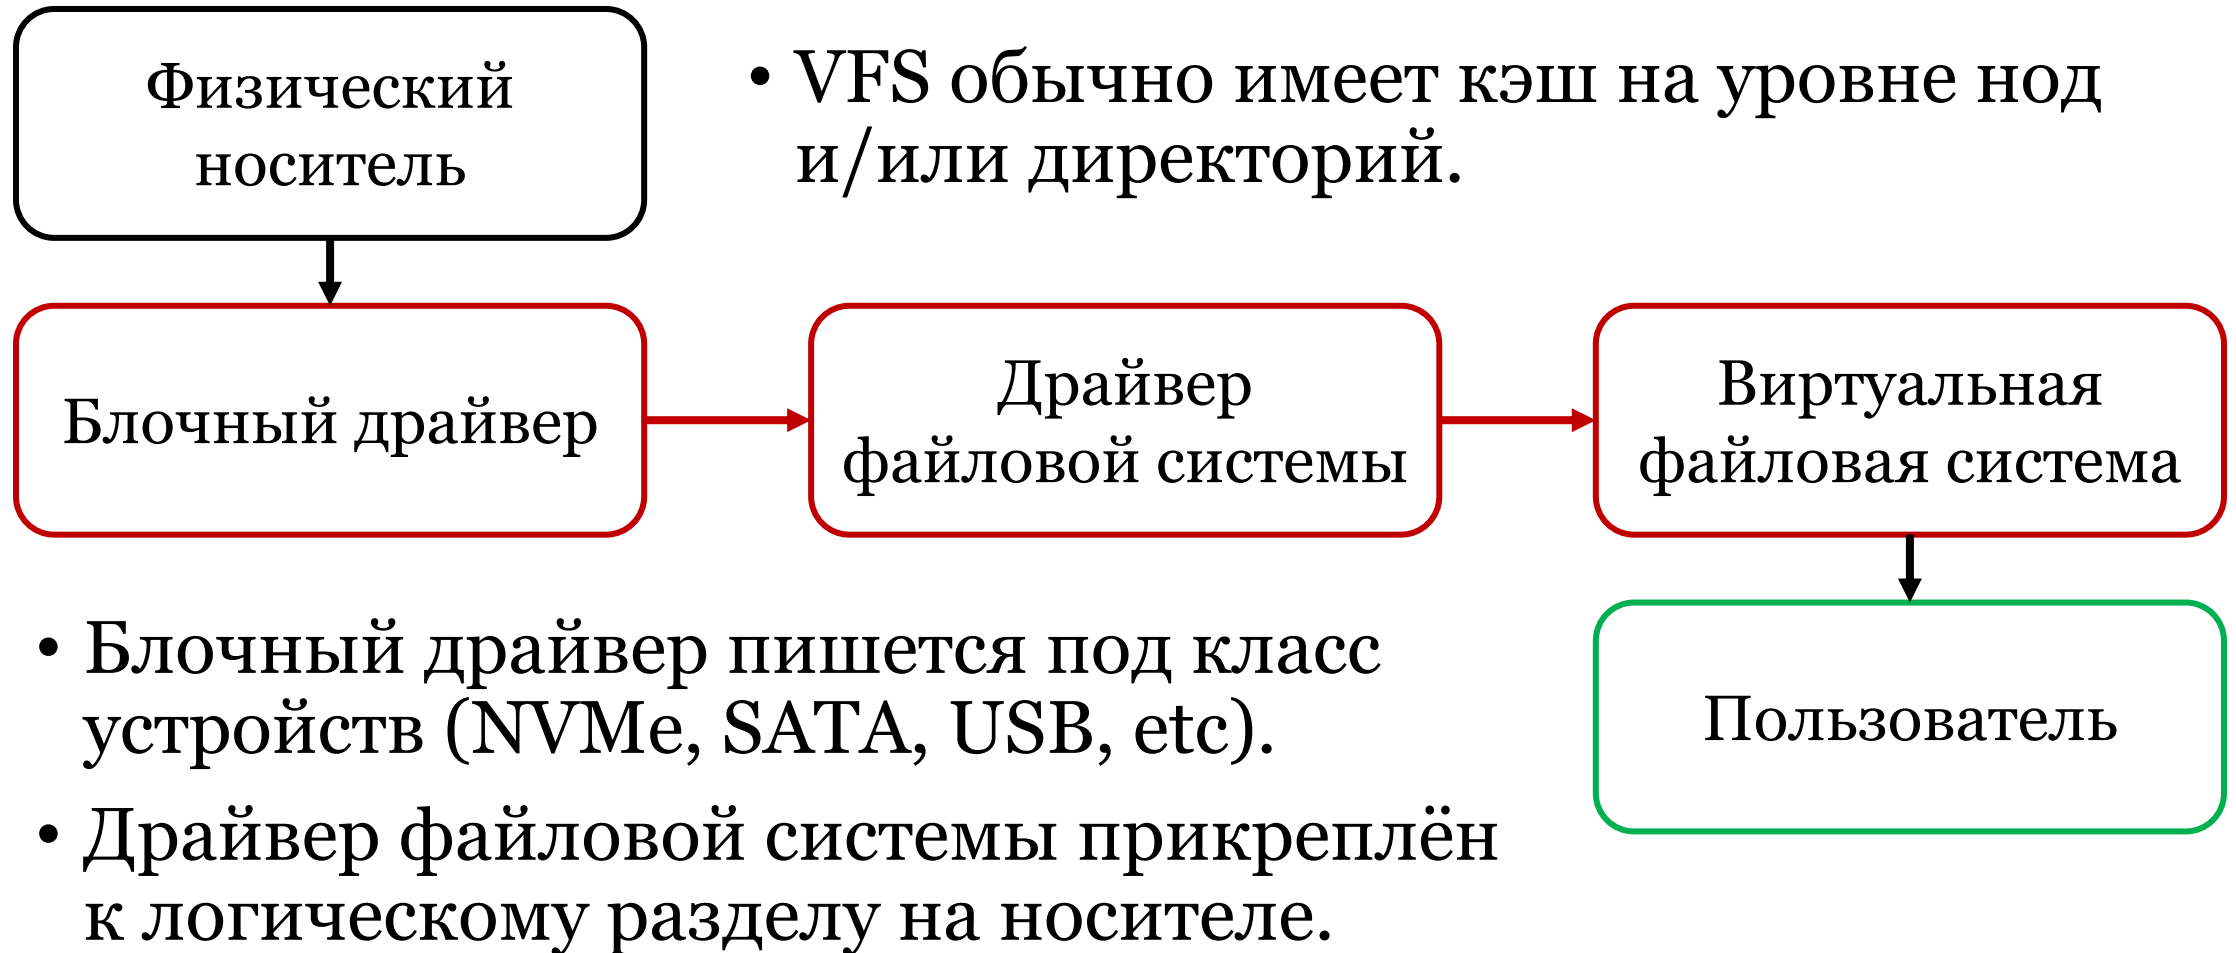 Физический
носитель
• VFS обычно имеет кэш на уровне нод
и/или директорий.
Блочный драйвер
Драйвер
файловой системы
Виртуальная
файловая система
• Блочный драйвер пишется под класс
устройств (NVMe, SATA, USB, etc).
• Драйвер файловой системы прикреплён
к логическому разделу на носителе.
Пользователь